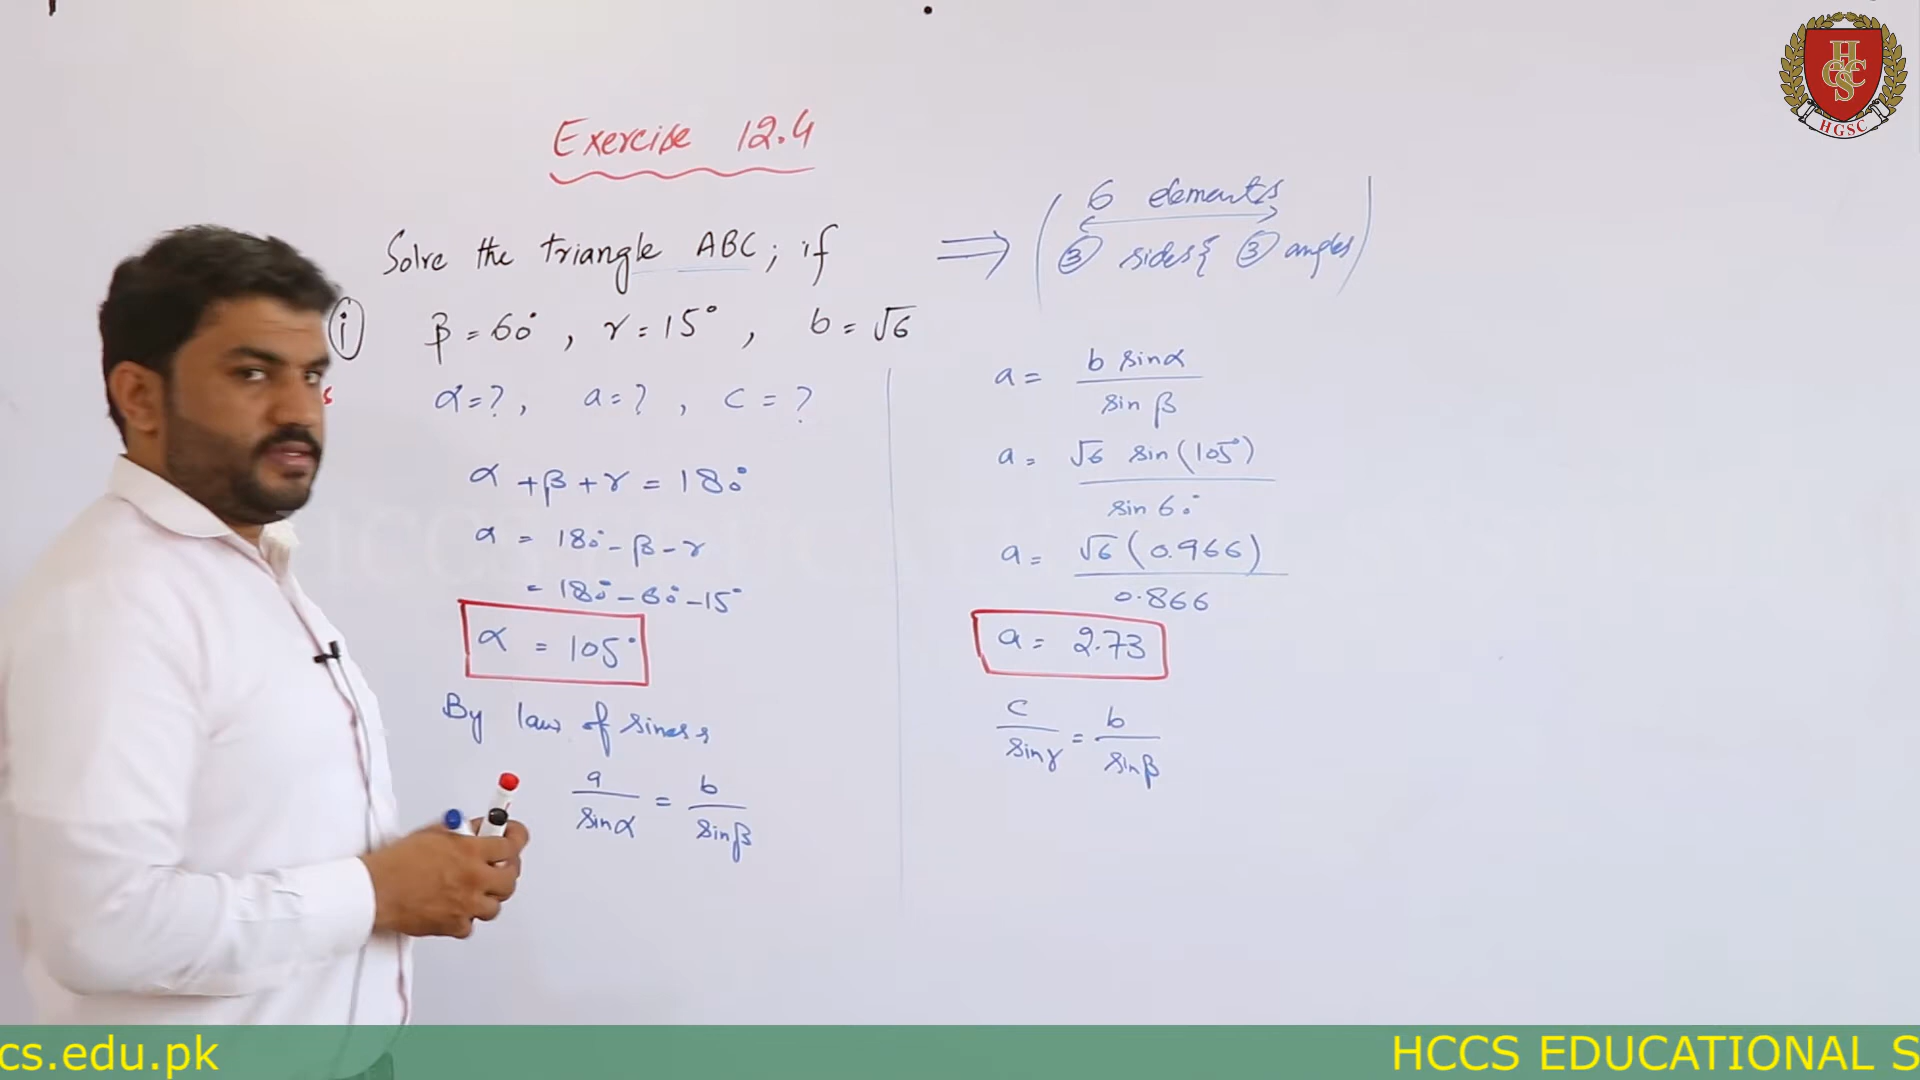 HGSC
Exercise 12.4
Solve the triangle ABC ; if
⇒ ( 6 elements
③ sides { ③ angles )
ⓘ β = 60° , γ = 15° , b = √6
α = ? , a = ? , c = ?
α + β + γ = 180°
α = 180° - β - γ
= 180° - 60° - 15°
α = 105°
By law of sines
a/sinα = b/sinβ
a = b sinα / sin β
a = √6 sin(105°) / sin 60°
a = √6 (0.966) / 0.866
a = 2.73
c/sinγ = b/sinβ
cs.edu.pk
HCCS EDUCATIONAL S